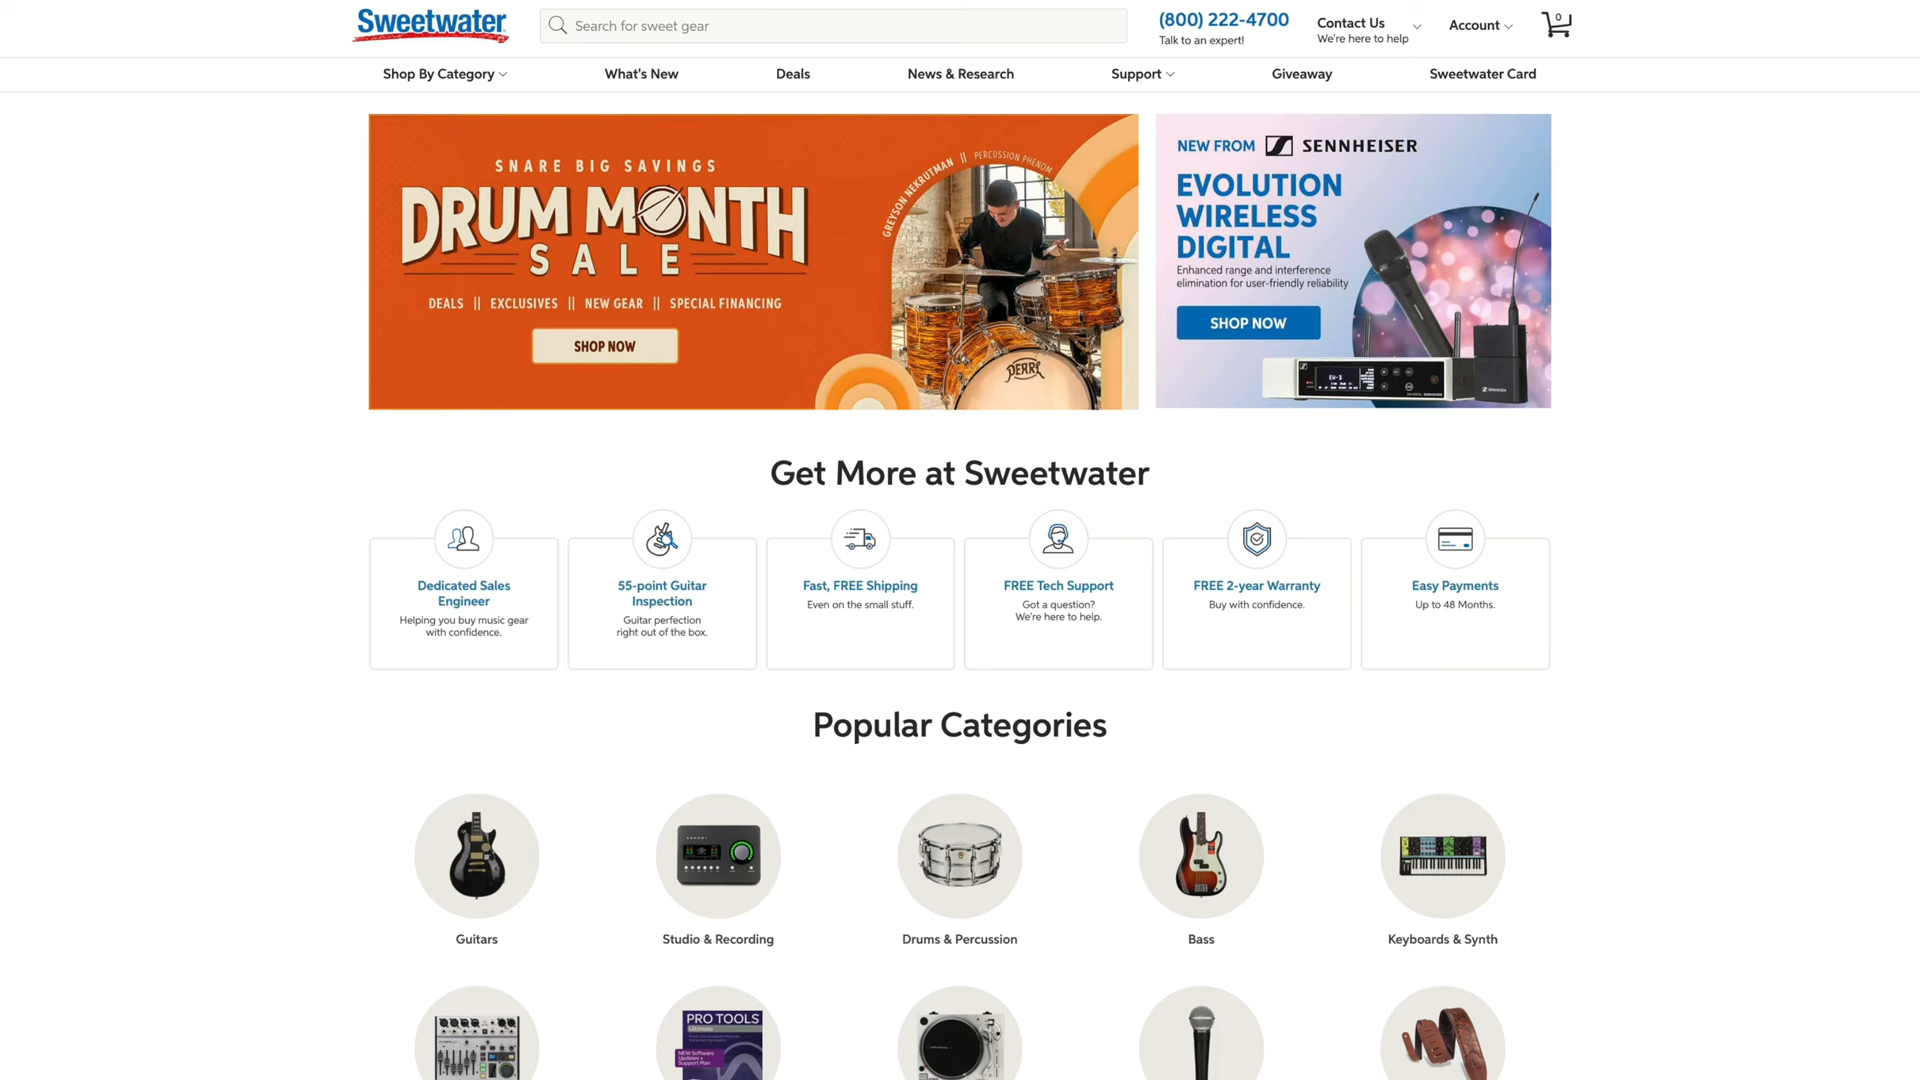 Sweetwater
Search for sweet gear
(800) 222-4700
Talk to an expert!
Contact Us
We're here to help
Account
0
Shop By Category
What's New
Deals
News & Research
Support
Giveaway
Sweetwater Card
SNARE BIG SAVINGS
DRUM MONTH
SALE
DEALS || EXCLUSIVES || NEW GEAR || SPECIAL FINANCING
SHOP NOW
GREYSON NEKRUTMAN || PERCUSSION PHENOM
PEARL
NEW FROM SENNHEISER
EVOLUTION
WIRELESS
DIGITAL
Enhanced range and interference
elimination for user-friendly reliability
SHOP NOW
Get More at Sweetwater
Dedicated Sales
Engineer
Helping you buy music gear
with confidence.
55-point Guitar
Inspection
Guitar perfection
right out of the box.
Fast, FREE Shipping
Even on the small stuff.
FREE Tech Support
Got a question?
We're here to help.
FREE 2-year Warranty
Buy with confidence.
Easy Payments
Up to 48 Months.
Popular Categories
Guitars
Studio & Recording
Drums & Percussion
Bass
Keyboards & Synth
PRO TOOLS
Ultimate
NEW Software
Updates +
Support Plan